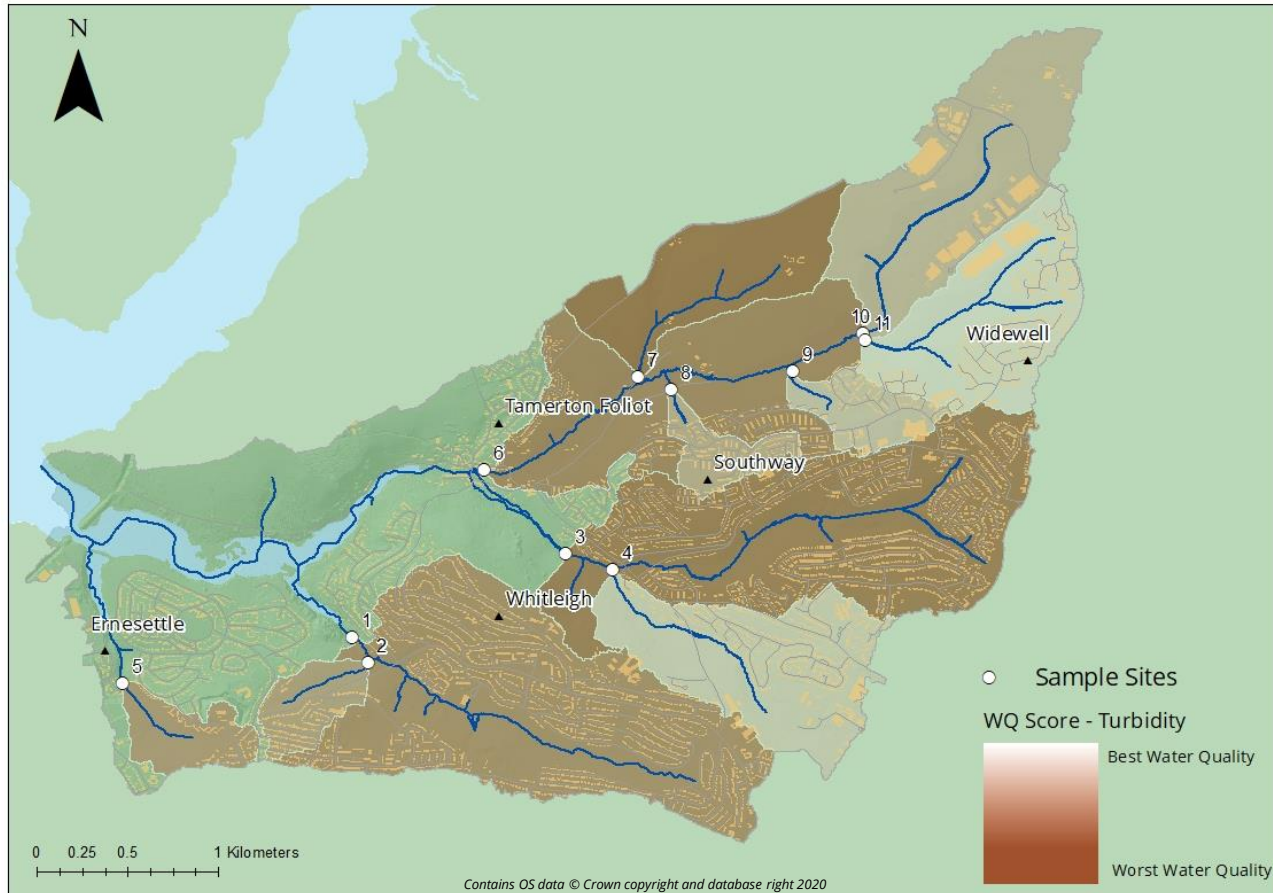 N
10
11
Widewell
7
9
8
Tamerton Foliot
6
Southway
3
4
Whitleigh
1
Ernesettle
2
5
Sample Sites
WQ Score - Turbidity
Best Water Quality
Worst Water Quality
0 0.25 0.5 1 Kilometers
Contains OS data © Crown copyright and database right 2020